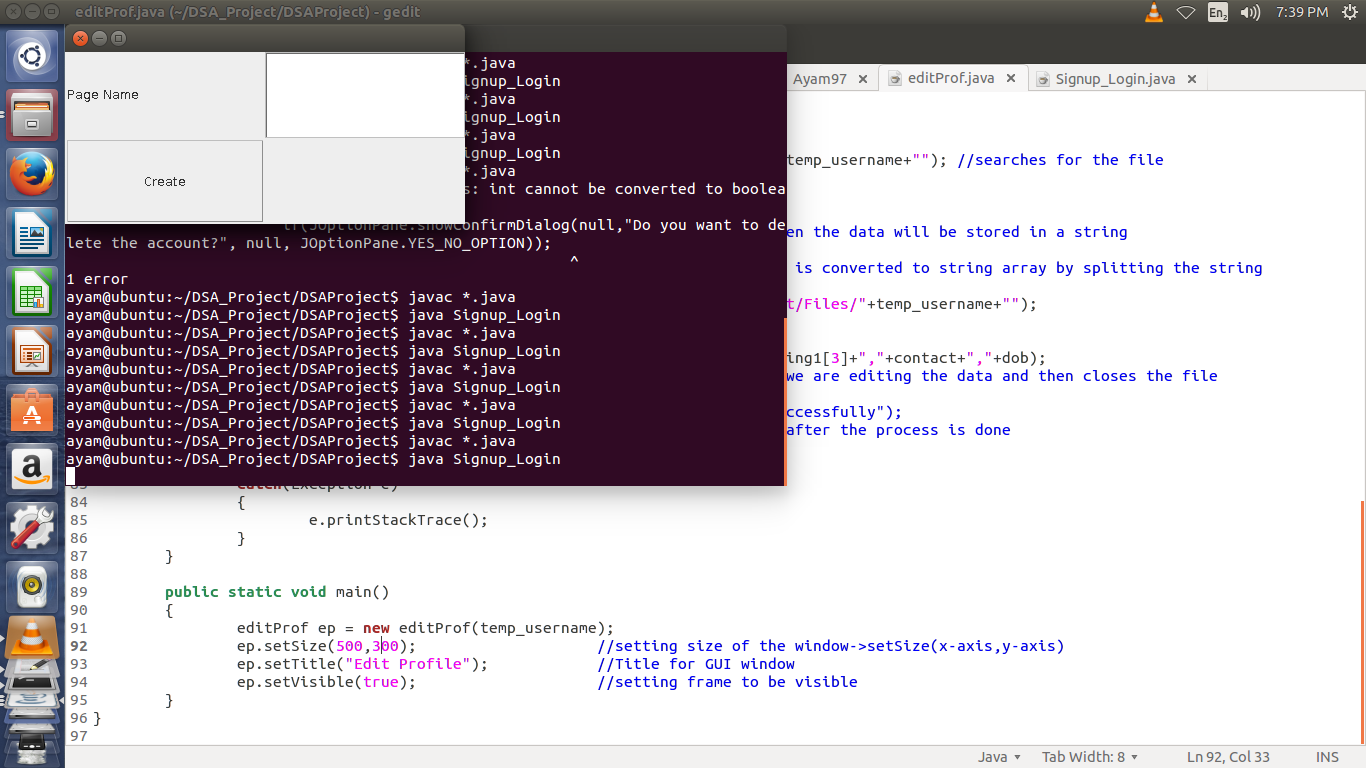 editProf.java (~/DSA_Project/DSAProject) - gedit
En2
7:39 PM
Ayam97
editProf.java
Signup_Login.java
Page Name
Create
*.java
ignup_Login
*.java
ignup_Login
*.java
ignup_Login
*.java
s: int cannot be converted to boolea
if(JOptionPane.showConfirmDialog(null,"Do you want to de
lete the account?", null, JOptionPane.YES_NO_OPTION));
^
1 error
ayam@ubuntu:~/DSA_Project/DSAProject$ javac *.java
ayam@ubuntu:~/DSA_Project/DSAProject$ java Signup_Login
ayam@ubuntu:~/DSA_Project/DSAProject$ javac *.java
ayam@ubuntu:~/DSA_Project/DSAProject$ java Signup_Login
ayam@ubuntu:~/DSA_Project/DSAProject$ javac *.java
ayam@ubuntu:~/DSA_Project/DSAProject$ java Signup_Login
ayam@ubuntu:~/DSA_Project/DSAProject$ javac *.java
ayam@ubuntu:~/DSA_Project/DSAProject$ java Signup_Login
ayam@ubuntu:~/DSA_Project/DSAProject$ javac *.java
ayam@ubuntu:~/DSA_Project/DSAProject$ java Signup_Login
temp_username+""); //searches for the file
en the data will be stored in a string
is converted to string array by splitting the string
t/Files/"+temp_username+"");
ing1[3]+","+contact+","+dob);
we are editing the data and then closes the file
ccessfully");
after the process is done
83 catch(Exception e)
84 {
85 e.printStackTrace();
86 }
87 }
88
89 public static void main()
90 {
91 editProf ep = new editProf(temp_username);
92 ep.setSize(500,300); //setting size of the window->setSize(x-axis,y-axis)
93 ep.setTitle("Edit Profile"); //Title for GUI window
94 ep.setVisible(true); //setting frame to be visible
95 }
96 }
97
Java
Tab Width: 8
Ln 92, Col 33
INS